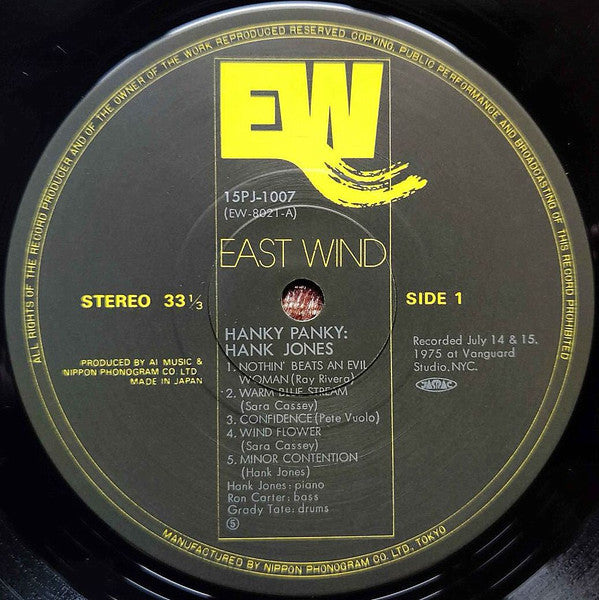 ALL RIGHTS OF THE RECORD PRODUCER AND OF THE OWNER OF THE WORK REPRODUCED RESERVED. COPYING, PUBLIC PERFORMANCE AND BROADCASTING OF THIS RECORD PROHIBITED
EW
15PJ-1007
(EW-8021-A)
EAST WIND
STEREO 33 1/3
SIDE 1
HANKY PANKY:
HANK JONES
1. NOTHIN' BEATS AN EVIL
WOMAN (Ray Rivera)
2. WARM BLUE STREAM
(Sara Cassey)
3. CONFIDENCE (Pete Vuolo)
4. WIND FLOWER
(Sara Cassey)
5. MINOR CONTENTION
(Hank Jones)
Hank Jones: piano
Ron Carter: bass
Grady Tate: drums
Ⓢ
PRODUCED BY AI MUSIC &
NIPPON PHONOGRAM CO LTD
MADE IN JAPAN
Recorded July 14 & 15,
1975 at Vanguard
Studio, NYC.
JASRAC
MANUFACTURED BY NIPPON PHONOGRAM CO. LTD., TOKYO